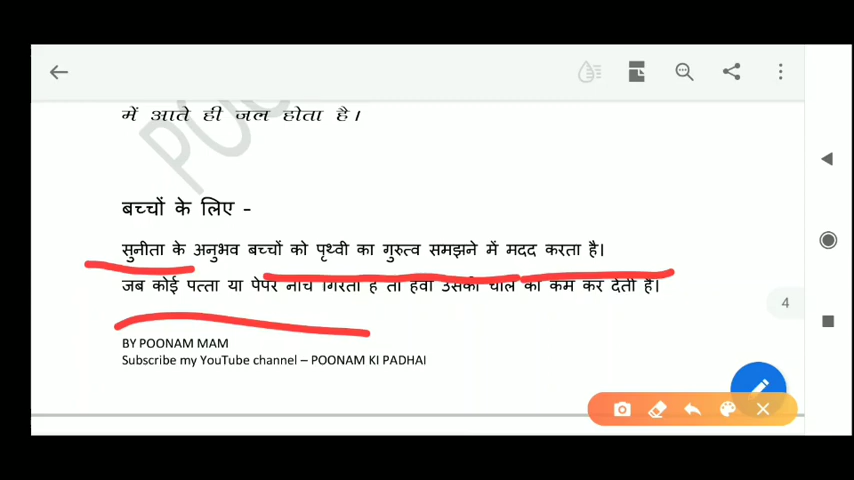 में आते ही जल होता है।
बच्चों के लिए -
सुनीता के अनुभव बच्चों को पृथ्वी का गुरुत्व समझने में मदद करता है।
जब कोई पत्ता या पेपर नीचे गिरता है तो हवा उसकी चाल को कम कर देती है।
4
BY POONAM MAM
Subscribe my YouTube channel – POONAM KI PADHAI